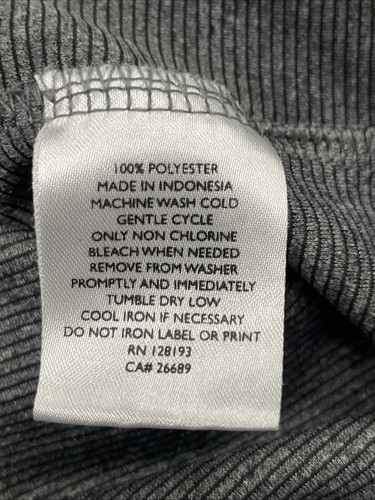 100% POLYESTER
MADE IN INDONESIA
MACHINE WASH COLD
GENTLE CYCLE
ONLY NON CHLORINE
BLEACH WHEN NEEDED
REMOVE FROM WASHER
PROMPTLY AND IMMEDIATELY
TUMBLE DRY LOW
COOL IRON IF NECESSARY
DO NOT IRON LABEL OR PRINT
RN 128193
CA# 26689